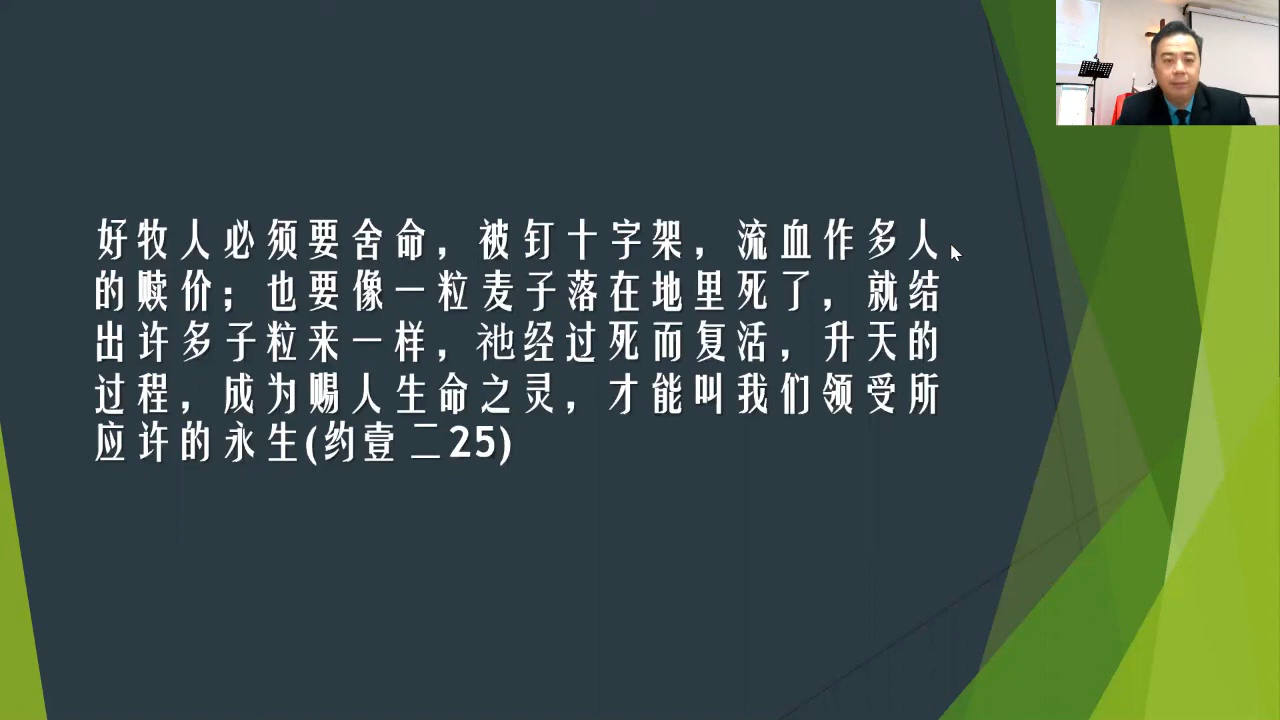 好牧人必须要舍命，被钉十字架，流血作多人
的赎价；也要像一粒麦子落在地里死了，就结
出许多子粒来一样，祂经过死而复活，升天的
过程，成为赐人生命之灵，才能叫我们领受所
应许的永生(约壹 二25)